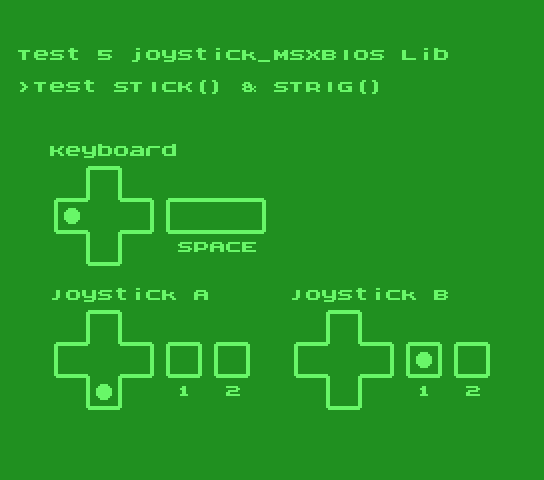 Test 5 joystick_MSXBIOS Lib
>Test STICK() & STRIG()
Keyboard
SPACE
Joystick A Joystick B
1 2 1 2